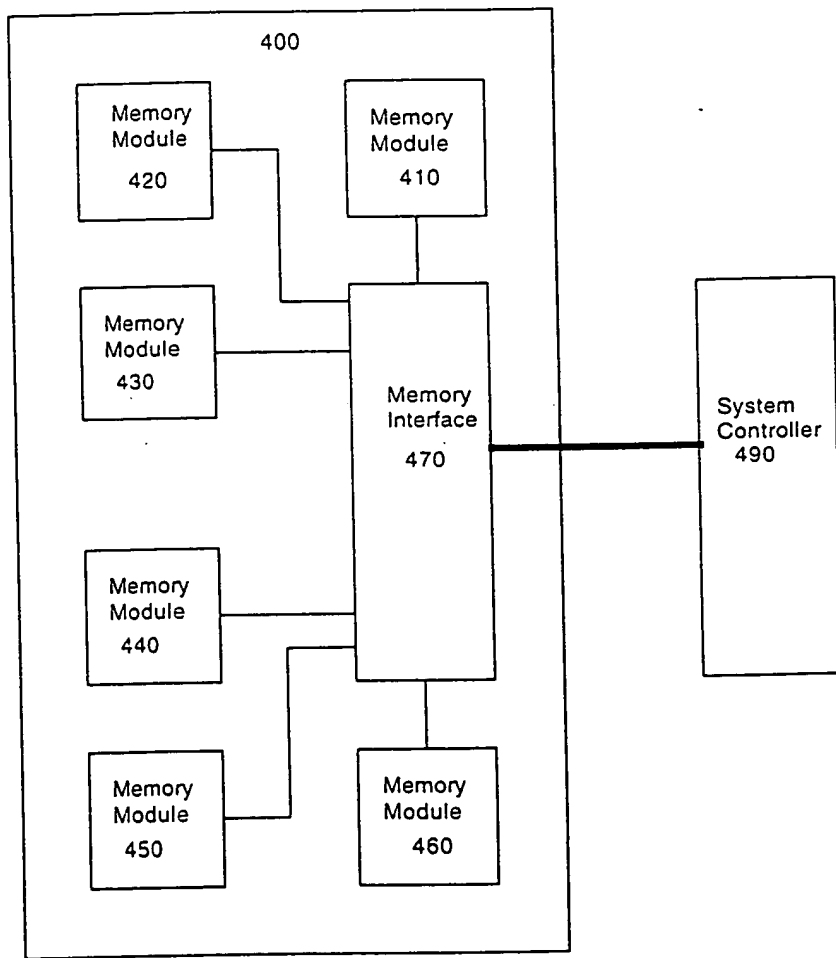 400
Memory
Module
420
Memory
Module
410
Memory
Module
430
Memory
Interface
470
System
Controller
490
Memory
Module
440
Memory
Module
450
Memory
Module
460